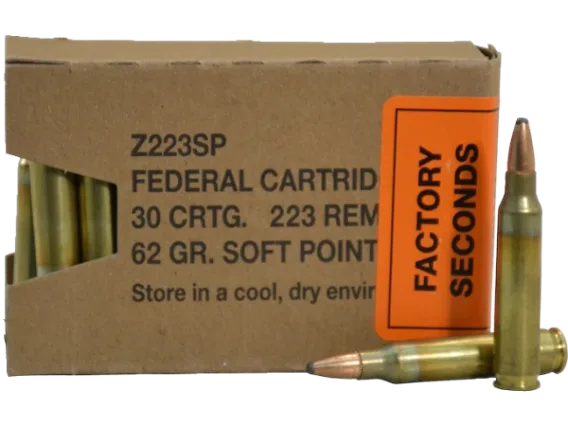 Z223SP
FEDERAL CARTRID
30 CRTG. 223 REM
62 GR. SOFT POINT
Store in a cool, dry envir
FACTORY
SECONDS